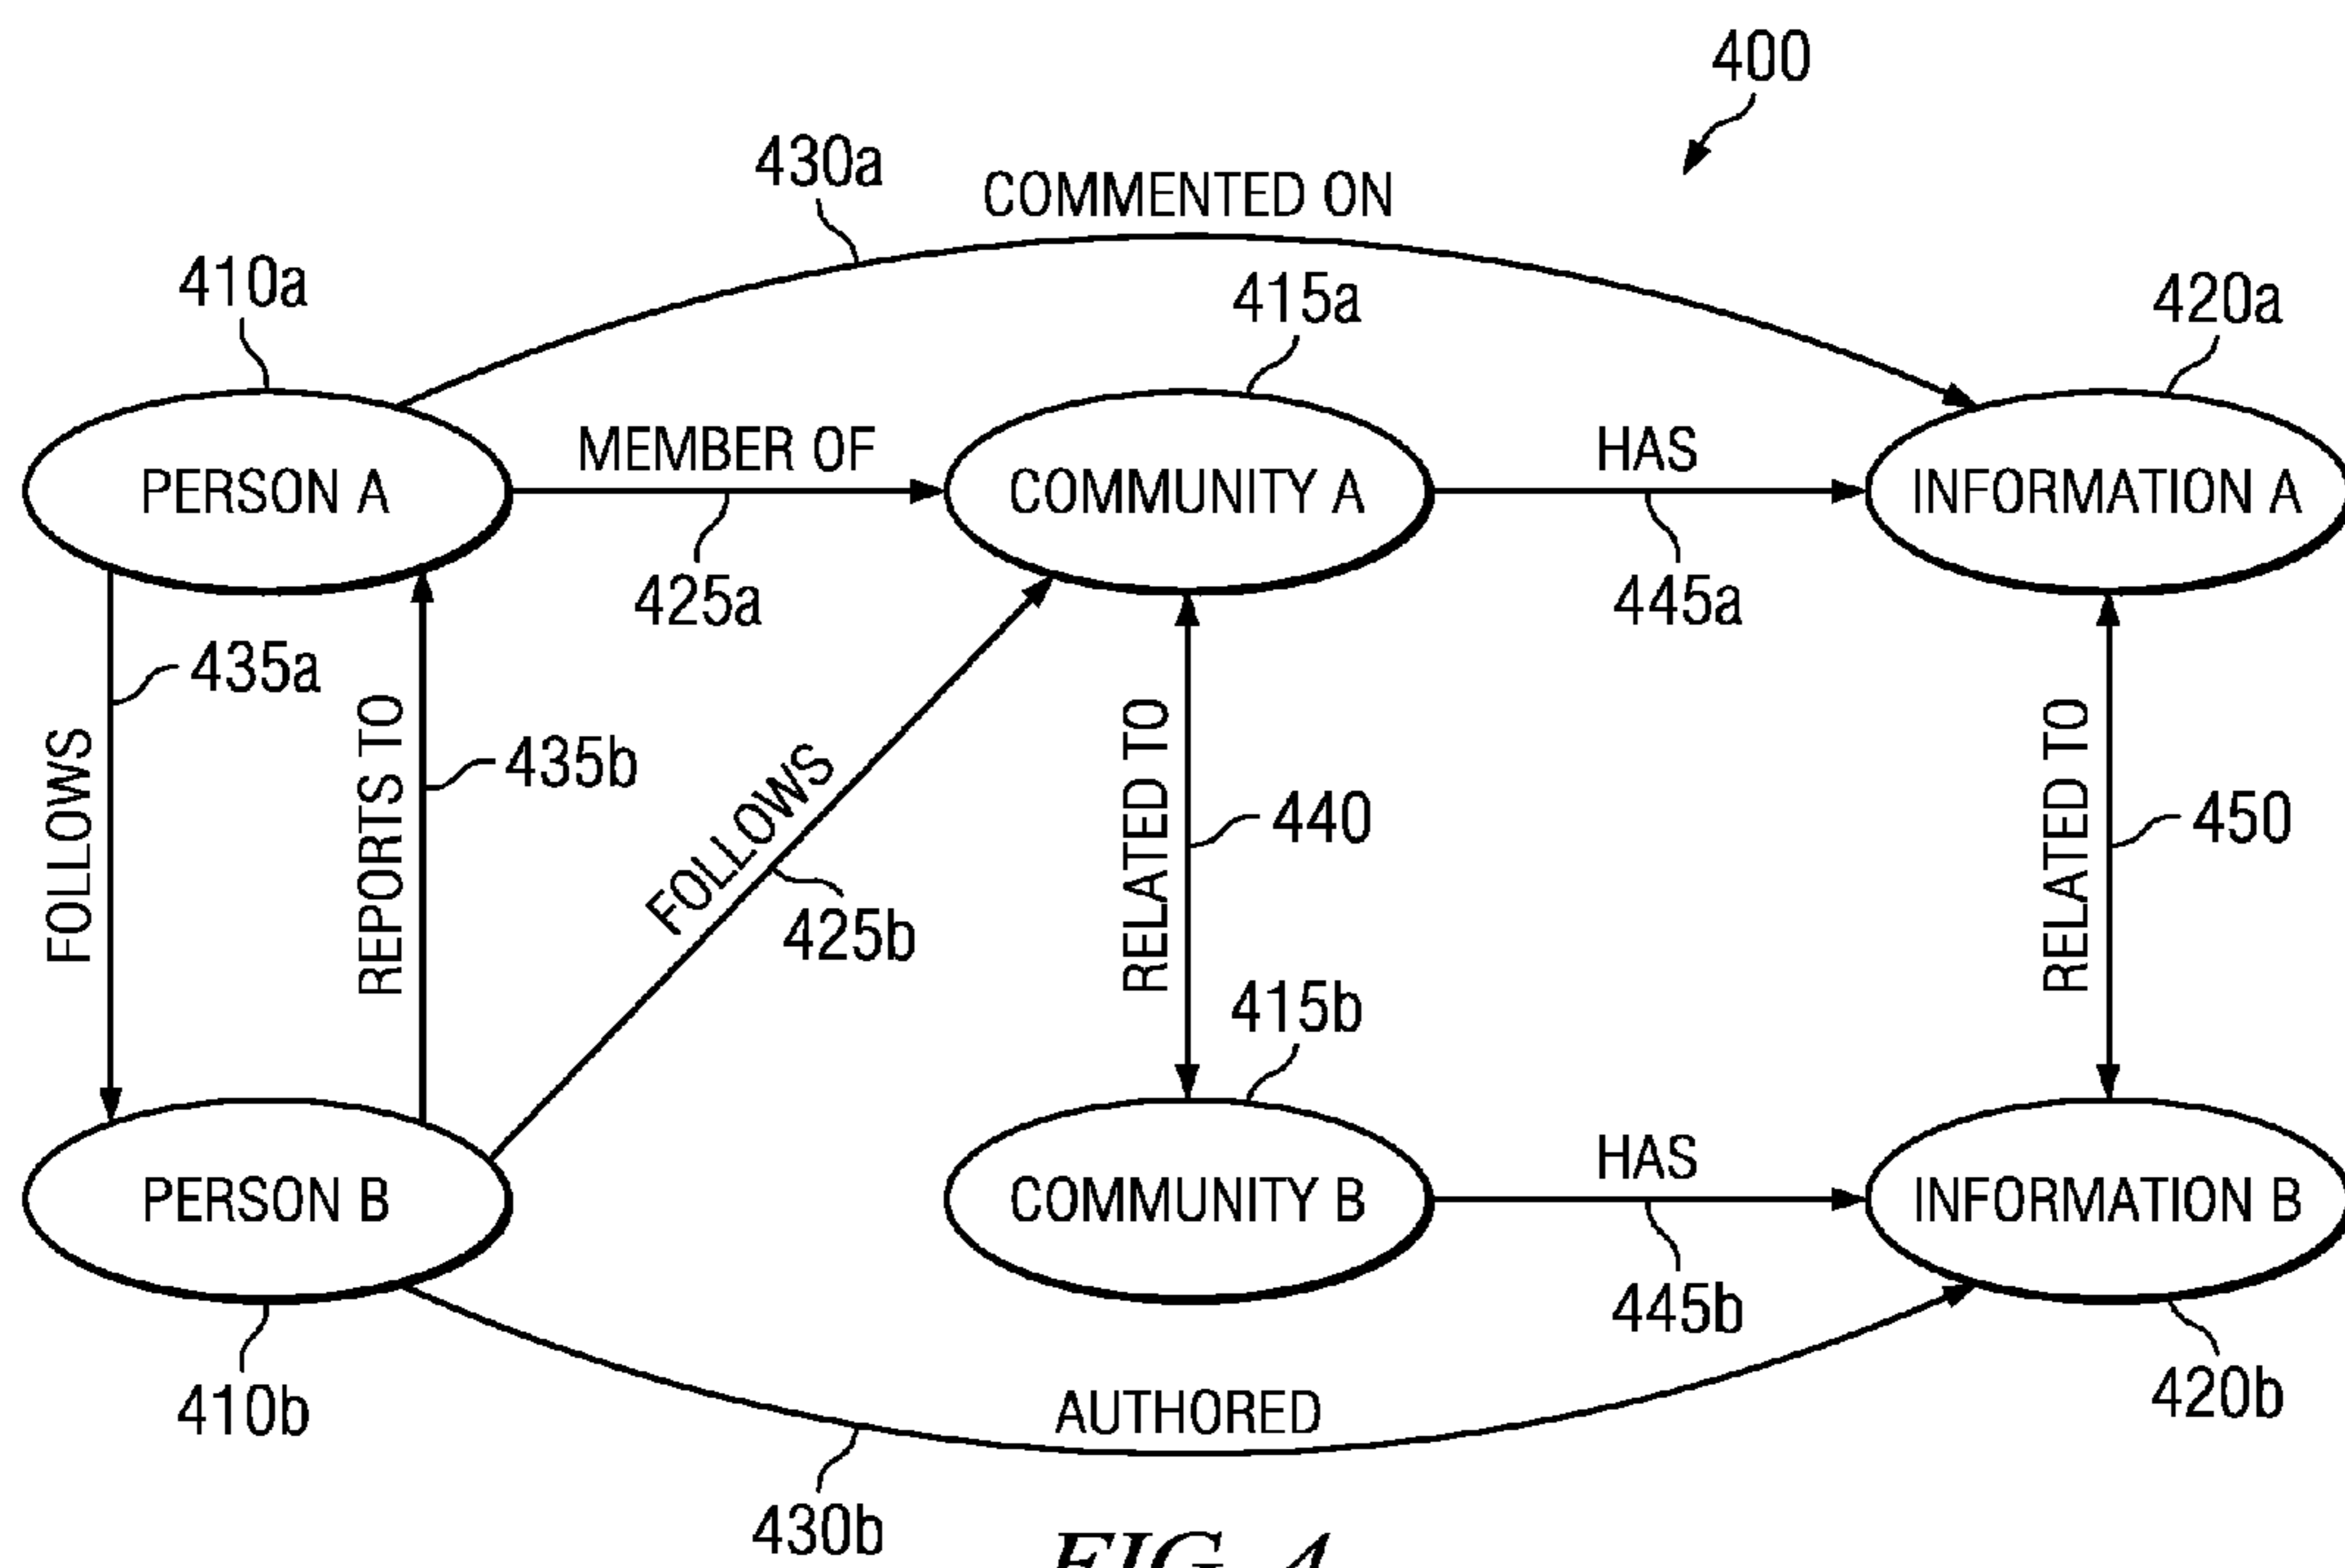 400
430a
COMMENTED ON
410a
415a
420a
MEMBER OF
HAS
PERSON A
COMMUNITY A
INFORMATION A
425a
445a
435a
FOLLOWS
REPORTS TO
435b
FOLLOWS
425b
RELATED TO
440
RELATED TO
450
415b
HAS
PERSON B
COMMUNITY B
INFORMATION B
445b
410b
AUTHORED
420b
430b
FIG. 4